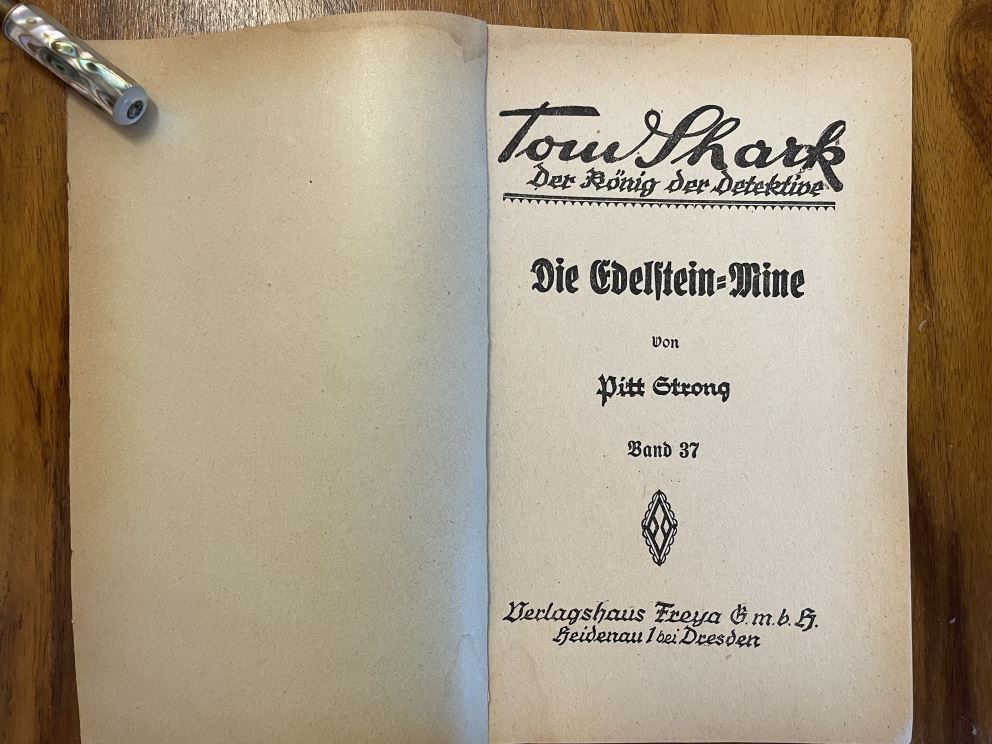 Tom Shark
Der König der Detektive
Die Edelstein-Mine
von
Pitt Strong
Band 37
Verlagshaus Freya G.m.b.H.
Heidenau 1 bei Dresden